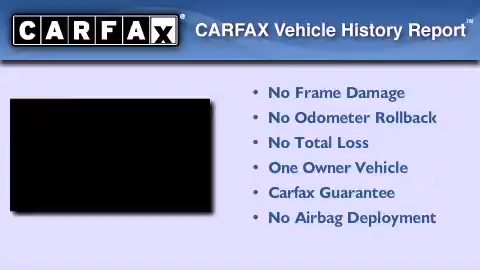 CARFAX® CARFAX Vehicle History Report™
• No Frame Damage
• No Odometer Rollback
• No Total Loss
• One Owner Vehicle
• Carfax Guarantee
• No Airbag Deployment